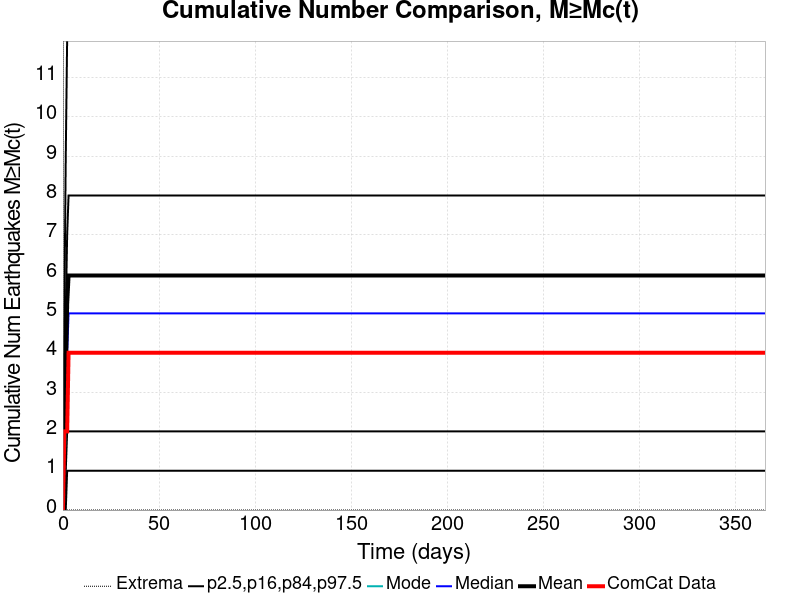 Cumulative Number Comparison, M≥Mc(t)
Cumulative Num Earthquakes M≥Mc(t)
11
10
9
8
7
6
5
4
3
2
1
0
0 50 100 150 200 250 300 350
Time (days)
Extrema p2.5,p16,p84,p97.5 Mode Median Mean ComCat Data